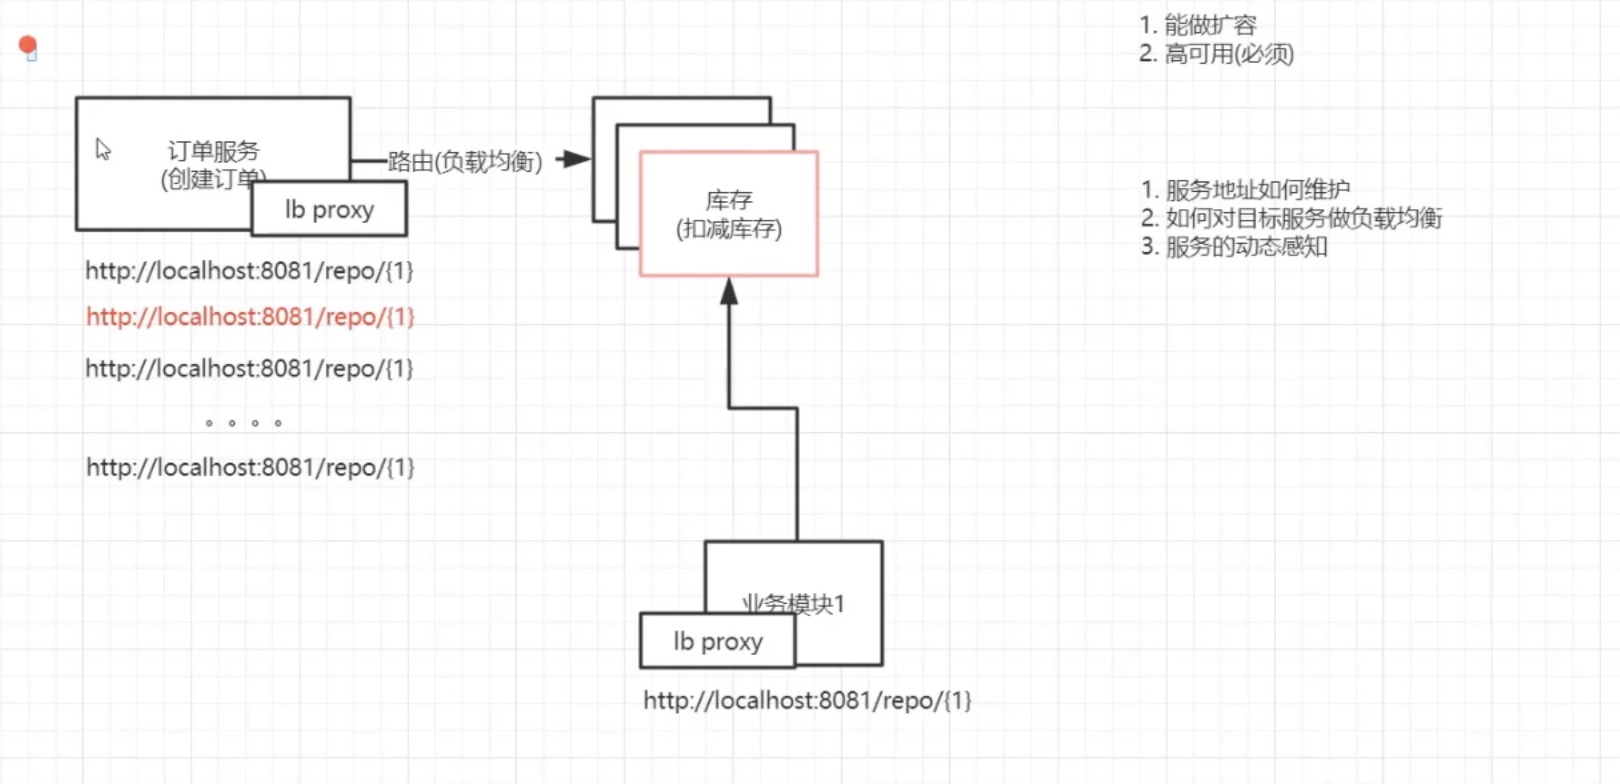 1. 能做扩容
2. 高可用(必须)
订单服务
(创建订单)
lb proxy
路由(负载均衡)
库存
(扣减库存)
1. 服务地址如何维护
2. 如何对目标服务做负载均衡
3. 服务的动态感知
http://localhost:8081/repo/{1}
http://localhost:8081/repo/{1}
http://localhost:8081/repo/{1}
。。。。
http://localhost:8081/repo/{1}
业务模块1
lb proxy
http://localhost:8081/repo/{1}